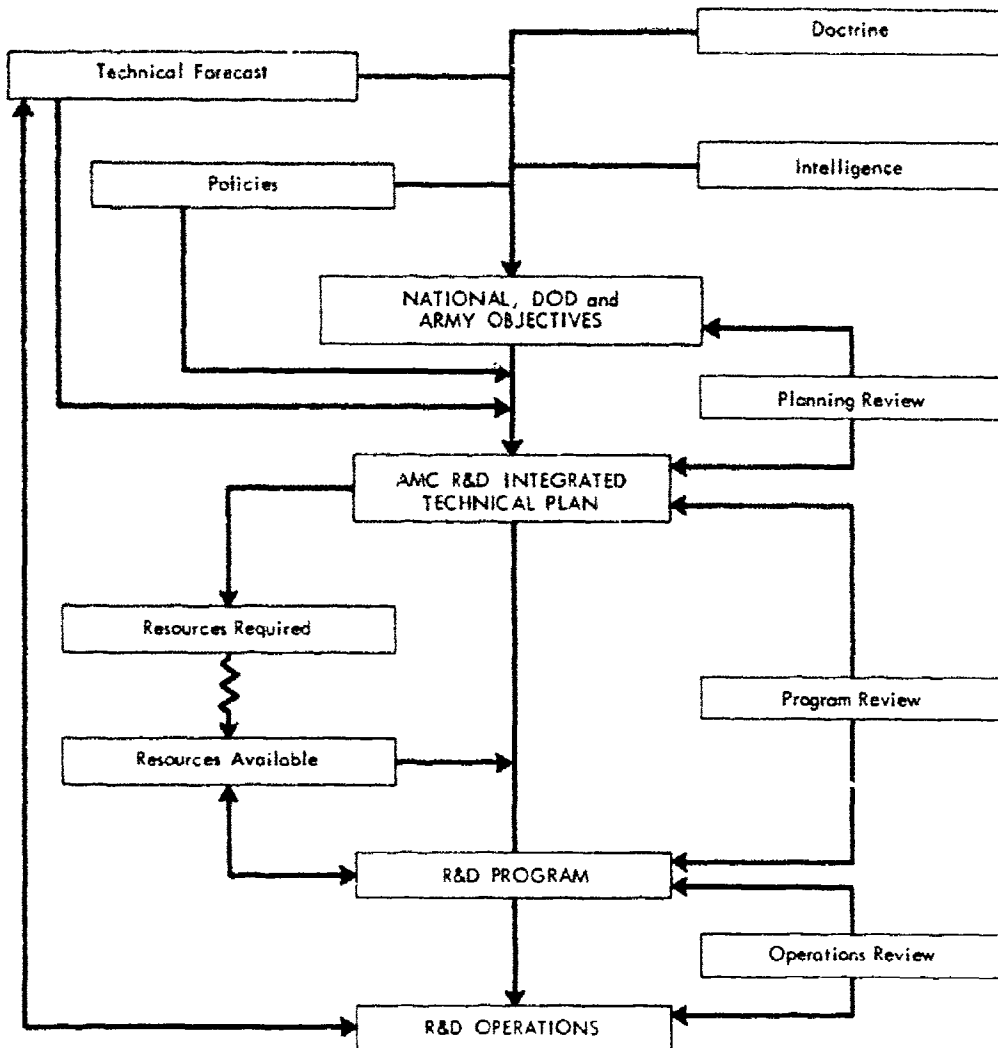 Doctrine
Technical Forecast
Intelligence
Policies
NATIONAL, DOD and
ARMY OBJECTIVES
Planning Review
AMC R&D INTEGRATED
TECHNICAL PLAN
Resources Required
Program Review
Resources Available
R&D PROGRAM
Operations Review
R&D OPERATIONS